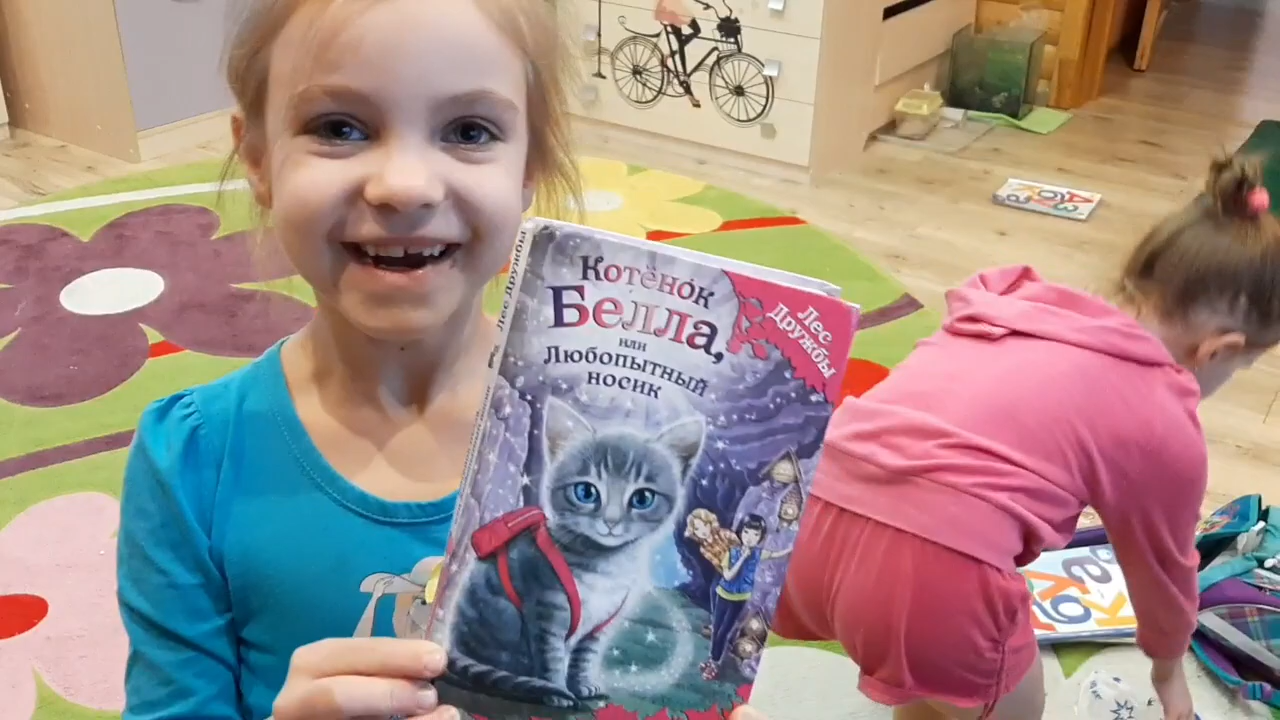 Котёнок
Белла,
или
Любопытный
носик
Лес
Дружбы
Лес Дружбы